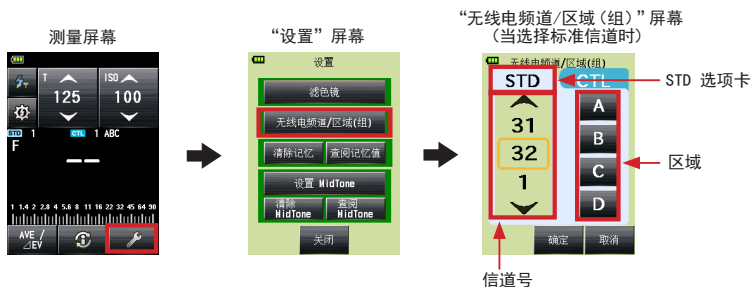 测量屏幕
“设置”屏幕
“无线电频道/区域(组)”屏幕
(当选择标准信道时)
T
125
ISO
100
STD 1 CTL 1 ABC
F
1 1.4 2 2.8 4 5.6 8 11 16 22 32 45 64 90
AVE /
⊿EV
设置
滤色镜
无线电频道/区域(组)
清除记忆 查阅记忆值
设置 MidTone
清除
MidTone
查阅
MidTone
关闭
无线电频道/区域(组)
STD
CTL
31
32
1
A
B
C
D
确定 取消
STD 选项卡
区域
信道号